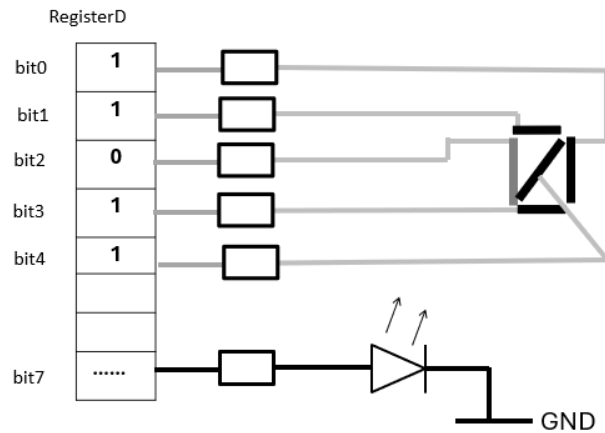 RegisterD
bit0 1
bit1 1
bit2 0
bit3 1
bit4 1
bit7 ......
GND